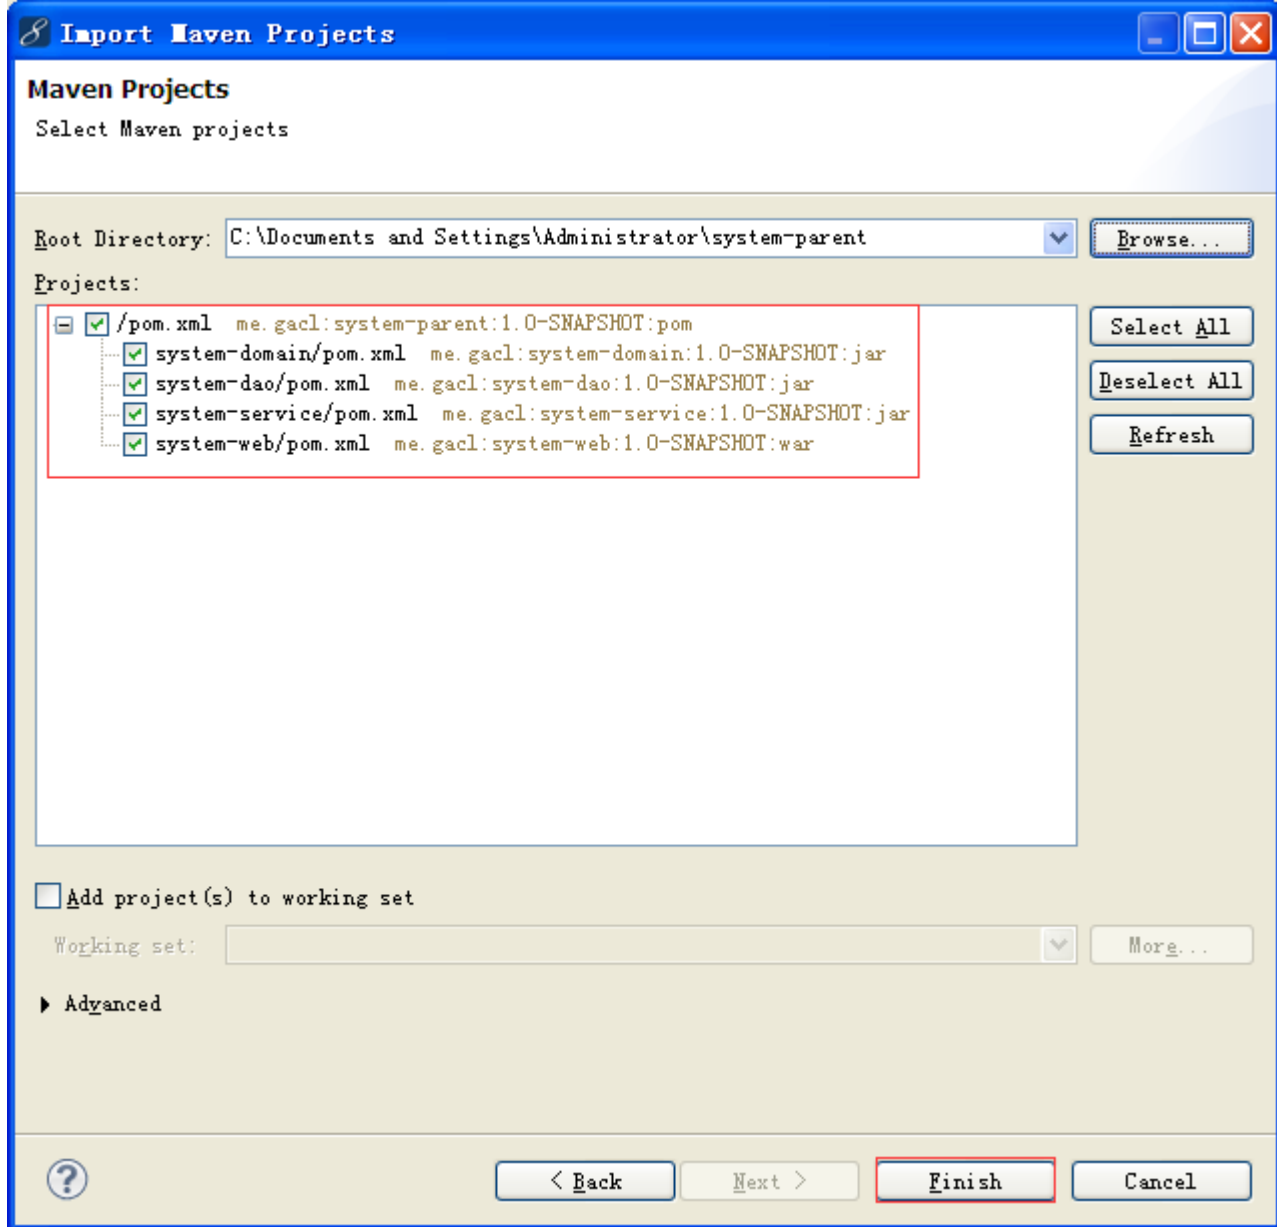 Import Maven Projects
Maven Projects
Select Maven projects
Root Directory: C:\Documents and Settings\Administrator\system-parent Browse...
Projects:
/pom.xml me.gacl:system-parent:1.0-SNAPSHOT:pom
Select All
system-domain/pom.xml me.gacl:system-domain:1.0-SNAPSHOT:jar
system-dao/pom.xml me.gacl:system-dao:1.0-SNAPSHOT:jar
Deselect All
system-service/pom.xml me.gacl:system-service:1.0-SNAPSHOT:jar
system-web/pom.xml me.gacl:system-web:1.0-SNAPSHOT:war
Refresh
Add project(s) to working set
Working set: More...
Advanced
? < Back Next > Finish Cancel